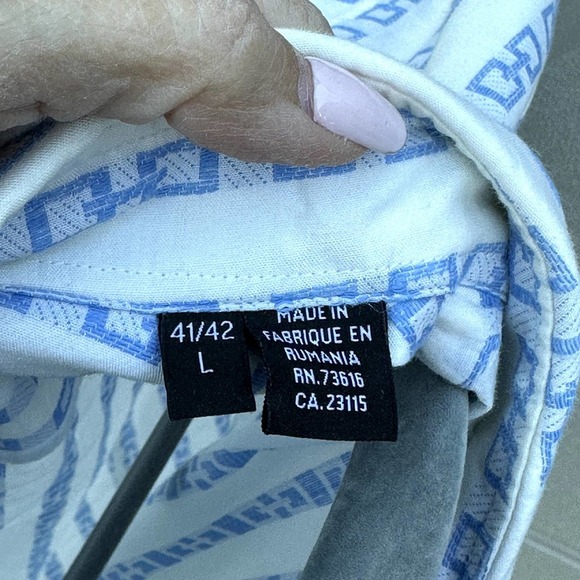 41/42
L
MADE IN
FABRIQUE EN
RUMANIA
RN.73616
CA.23115